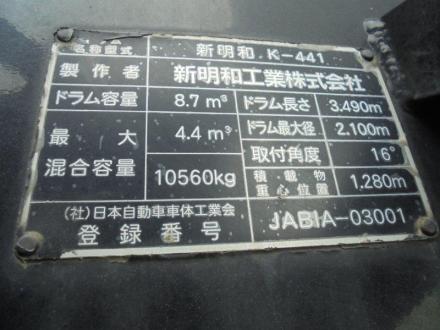 名称型式 新明和 K-441
製作者 新明和工業株式会社
ドラム容量 8.7 m³ ドラム長さ 3.490m
最大混合容量 4.4 m³ ドラム最大径 2.100m
10560kg 取付角度 16°
積載物重心位置 1.280m
(社)日本自動車車体工業会
登録番号 JABIA-03001